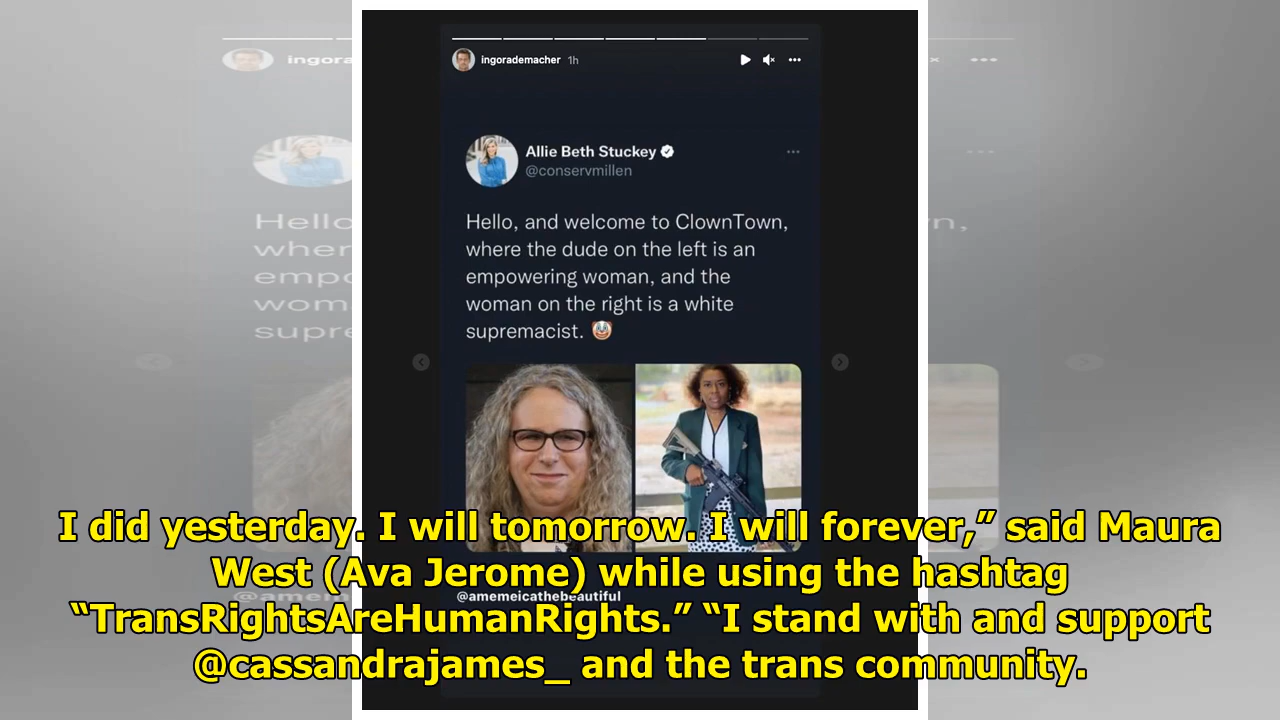 ingorademacher 1h
Allie Beth Stuckey
@conservmillen
Hello, and welcome to ClownTown,
where the dude on the left is an
empowering woman, and the
woman on the right is a white
supremacist. 🤡
@amemeicathebeautiful
I did yesterday. I will tomorrow. I will forever,” said Maura
West (Ava Jerome) while using the hashtag
“TransRightsAreHumanRights.” “I stand with and support
@cassandrajames_ and the trans community.